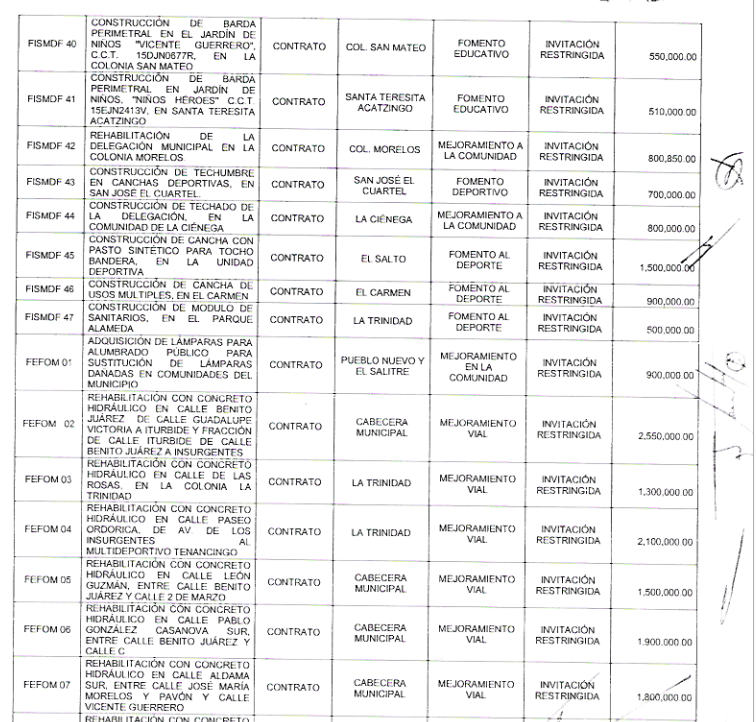 FISMDF 40 CONSTRUCCIÓN DE BARDA
PERIMETRAL EN EL JARDÍN DE
NIÑOS "VICENTE GUERRERO",
C.C.T. 15DJN0677R, EN LA
COLONIA SAN MATEO
CONTRATO COL. SAN MATEO FOMENTO
EDUCATIVO
INVITACIÓN
RESTRINGIDA
550,000.00
FISMDF 41 CONSTRUCCIÓN DE BARDA
PERIMETRAL EN JARDÍN DE
NIÑOS, "NIÑOS HÉROES" C.C.T.
15EJN2413V, EN SANTA TERESITA
ACATZINGO
CONTRATO SANTA TERESITA
ACATZINGO
FOMENTO
EDUCATIVO
INVITACIÓN
RESTRINGIDA
510,000.00
FISMDF 42 REHABILITACIÓN DE LA
DELEGACIÓN MUNICIPAL EN LA
COLONIA MORELOS
CONTRATO COL. MORELOS MEJORAMIENTO A
LA COMUNIDAD
INVITACIÓN
RESTRINGIDA
800,850.00
FISMDF 43 CONSTRUCCIÓN DE TECHUMBRE
EN CANCHAS DEPORTIVAS, EN
SAN JOSÉ EL CUARTEL.
CONTRATO SAN JOSÉ EL
CUARTEL
FOMENTO
DEPORTIVO
INVITACIÓN
RESTRINGIDA
700,000.00
FISMDF 44 CONSTRUCCIÓN DE TECHADO DE
LA DELEGACIÓN, EN LA
COMUNIDAD DE LA CIÉNEGA
CONTRATO LA CIÉNEGA MEJORAMIENTO A
LA COMUNIDAD
INVITACIÓN
RESTRINGIDA
800,000.00
FISMDF 45 CONSTRUCCIÓN DE CANCHA CON
PASTO SINTÉTICO PARA TOCHO
BANDERA, EN LA UNIDAD
DEPORTIVA
CONTRATO EL SALTO FOMENTO AL
DEPORTE
INVITACIÓN
RESTRINGIDA
1,500,000.00
FISMDF 46 CONSTRUCCIÓN DE CANCHA DE
USOS MULTIPLES, EN EL CARMEN
CONTRATO EL CARMEN FOMENTO AL
DEPORTE
INVITACIÓN
RESTRINGIDA
900,000.00
FISMDF 47 CONSTRUCCIÓN DE MODULO DE
SANITARIOS, EN EL PARQUE
ALAMEDA
CONTRATO LA TRINIDAD FOMENTO AL
DEPORTE
INVITACIÓN
RESTRINGIDA
500,000.00
FEFOM 01 ADQUISICIÓN DE LÁMPARAS PARA
ALUMBRADO PÚBLICO PARA
SUSTITUCIÓN DE LÁMPARAS
DAÑADAS EN COMUNIDADES DEL
MUNICIPIO
CONTRATO PUEBLO NUEVO Y
EL SALITRE
MEJORAMIENTO
EN LA
COMUNIDAD
INVITACIÓN
RESTRINGIDA
900,000.00
FEFOM 02 REHABILITACIÓN CON CONCRETO
HIDRÁULICO EN CALLE BENITO
JUÁREZ DE CALLE GUADALUPE
VICTORIA A ITURBIDE Y FRACCIÓN
DE CALLE ITURBIDE DE CALLE
BENITO JUÁREZ A INSURGENTES
CONTRATO CABECERA
MUNICIPAL
MEJORAMIENTO
VIAL
INVITACIÓN
RESTRINGIDA
2,550,000.00
FEFOM 03 REHABILITACIÓN CON CONCRETO
HIDRÁULICO EN CALLE DE LAS
ROSAS, EN LA COLONIA LA
TRINIDAD
CONTRATO LA TRINIDAD MEJORAMIENTO
VIAL
INVITACIÓN
RESTRINGIDA
1,300,000.00
FEFOM 04 REHABILITACIÓN CON CONCRETO
HIDRÁULICO EN CALLE PASEO
ORDORICA, DE AV. DE LOS
INSURGENTES AL
MULTIDEPORTIVO TENANCINGO
CONTRATO LA TRINIDAD MEJORAMIENTO
VIAL
INVITACIÓN
RESTRINGIDA
2,100,000.00
FEFOM 05 REHABILITACIÓN CON CONCRETO
HIDRÁULICO EN CALLE LEÓN
GUZMÁN, ENTRE CALLE BENITO
JUÁREZ Y CALLE 2 DE MARZO
CONTRATO CABECERA
MUNICIPAL
MEJORAMIENTO
VIAL
INVITACIÓN
RESTRINGIDA
1,500,000.00
FEFOM 06 REHABILITACIÓN CON CONCRETO
HIDRÁULICO EN CALLE PABLO
GONZÁLEZ CASANOVA SUR,
ENTRE CALLE BENITO JUÁREZ Y
CALLE C
CONTRATO CABECERA
MUNICIPAL
MEJORAMIENTO
VIAL
INVITACIÓN
RESTRINGIDA
1,900,000.00
FEFOM 07 REHABILITACIÓN CON CONCRETO
HIDRÁULICO EN CALLE ALDAMA
SUR, ENTRE CALLE JOSÉ MARÍA
MORELOS Y PAVÓN Y CALLE
VICENTE GUERRERO
CONTRATO CABECERA
MUNICIPAL
MEJORAMIENTO
VIAL
INVITACIÓN
RESTRINGIDA
1,800,000.00
REHABILITACIÓN CON CONCRETO